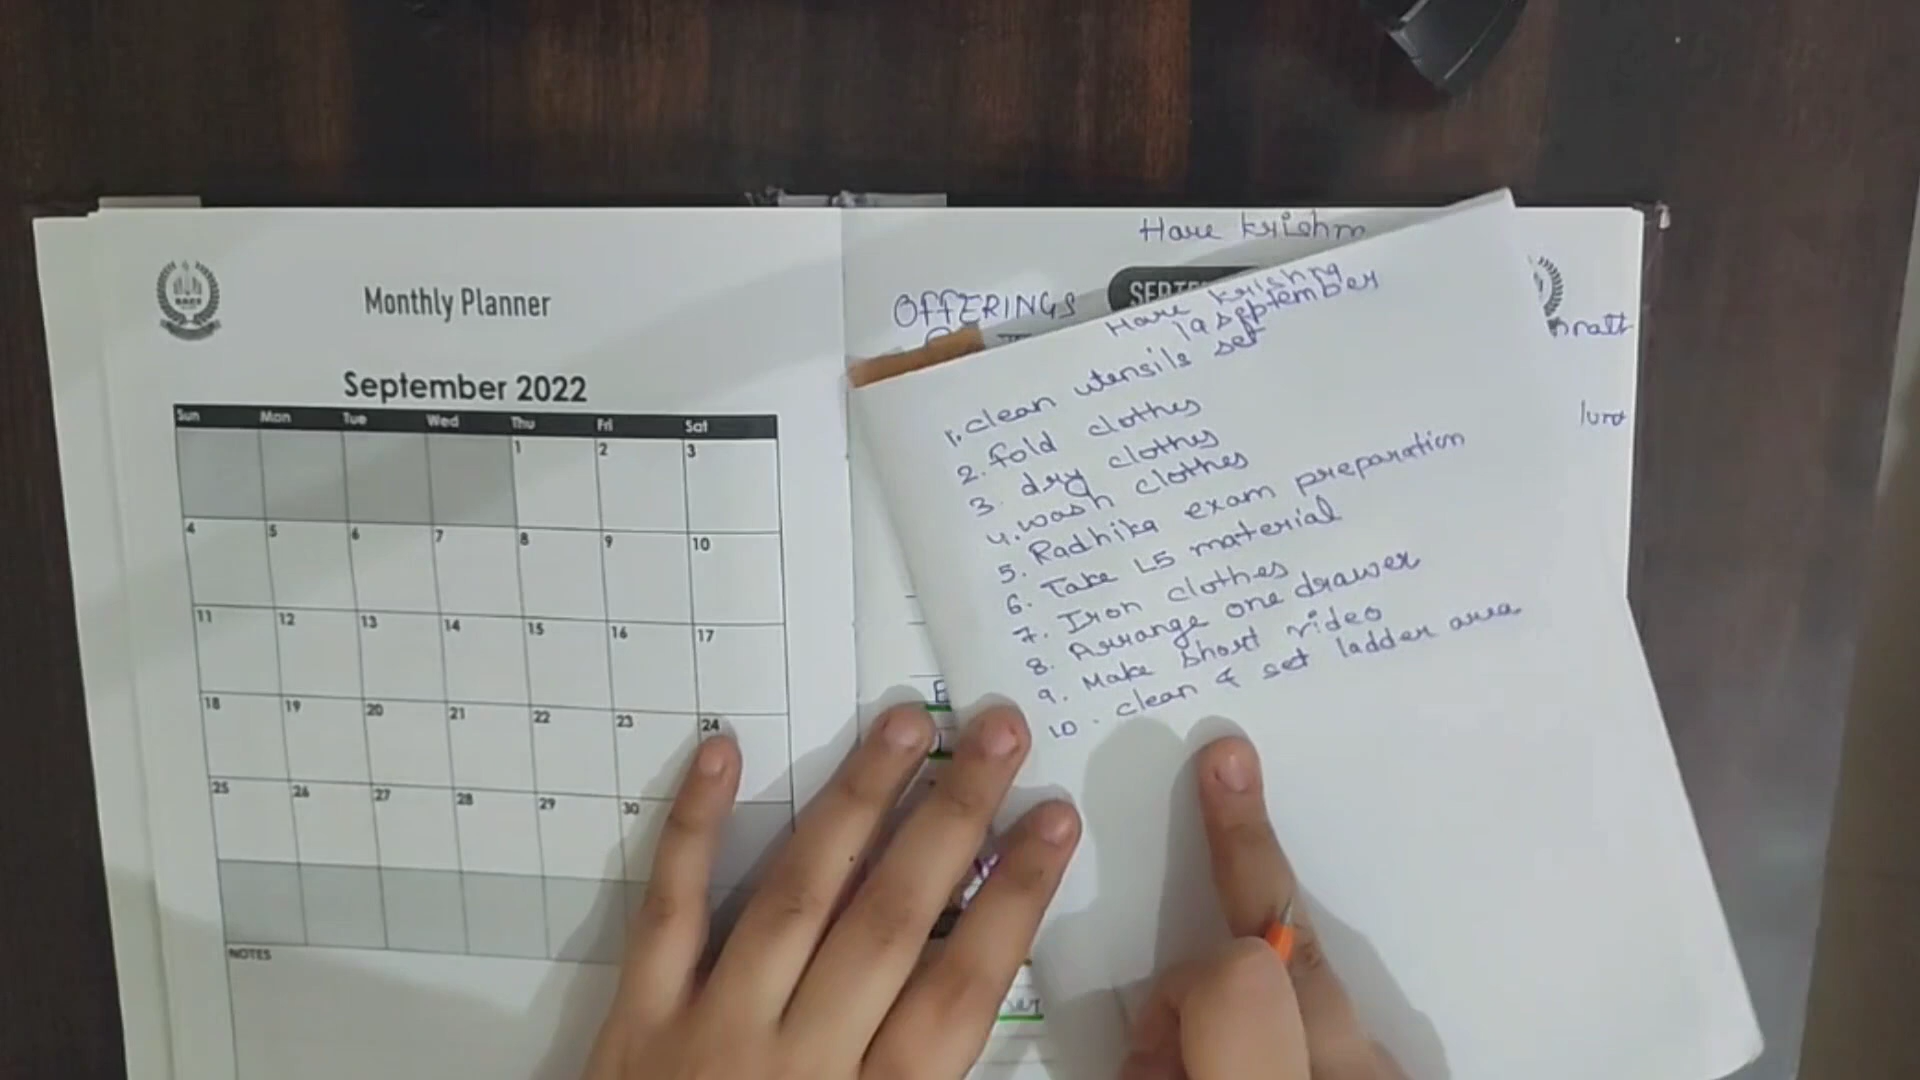 Monthly Planner
September 2022
Sun Mon Tue Wed Thu Fri Sat
1 2 3
4 5 6 7 8 9 10
11 12 13 14 15 16 17
18 19 20 21 22 23 24
25 26 27 28 29 30
NOTES
Hare Krishn
OFFERINGS
Hare Krishna
19 September
1. clean utensils set
2. fold clothes
3. dry clothes
4. wash clothes
5. Radhika exam preparation
6. Take L5 material
7. Iron clothes
8. Arrange one drawer
9. Make short video
10. clean & set ladder area